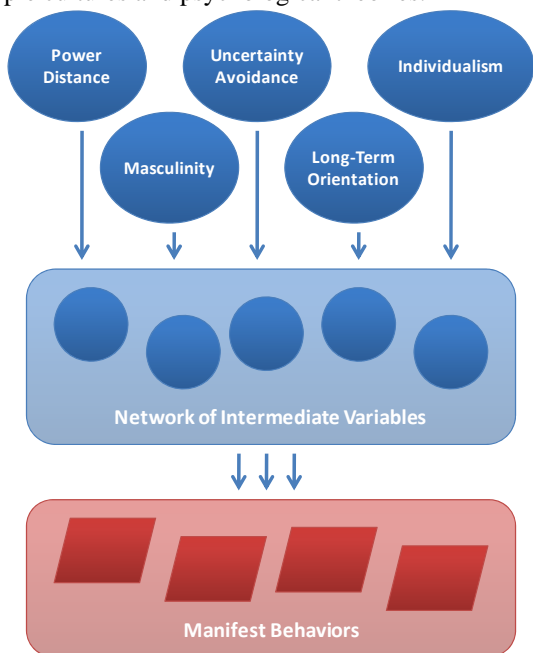 Power
Distance
Uncertainty
Avoidance
Individualism
Masculinity
Long-Term
Orientation
Network of Intermediate Variables
Manifest Behaviors